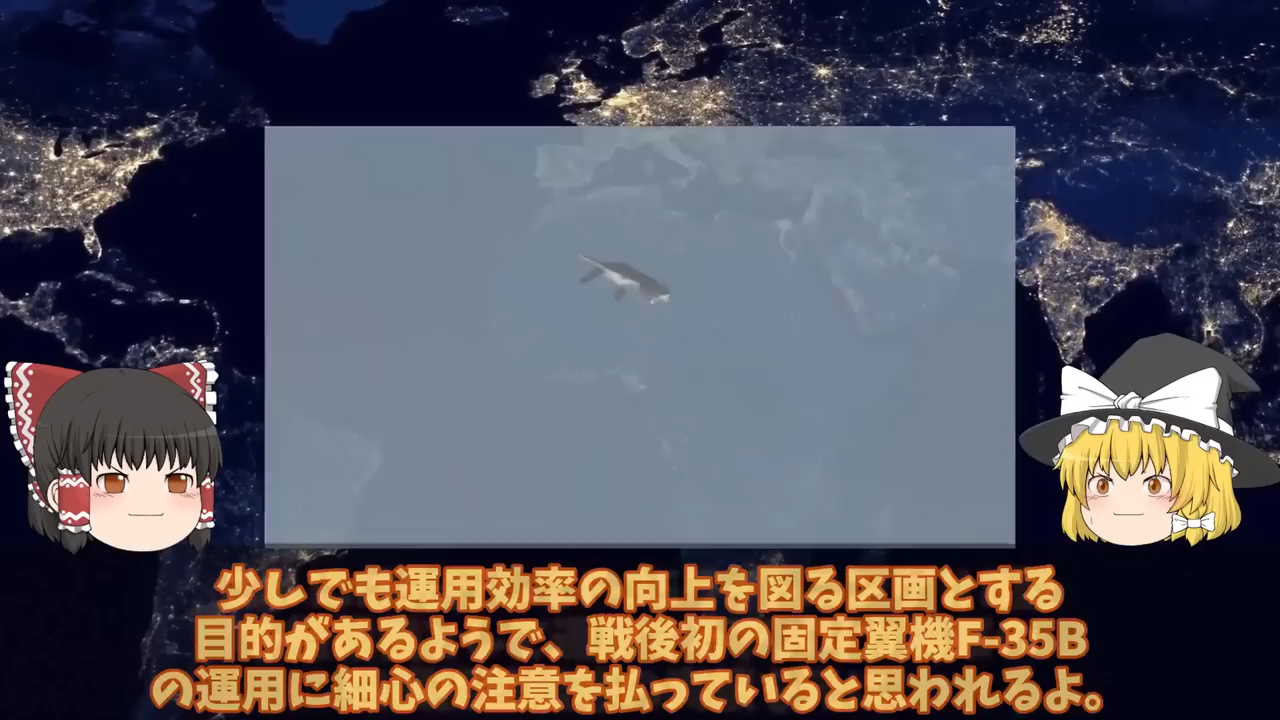 少しでも運用効率の向上を図る区画とする
目的があるようで、戦後初の固定翼機F-35B
の運用に細心の注意を払っていると思われるよ。